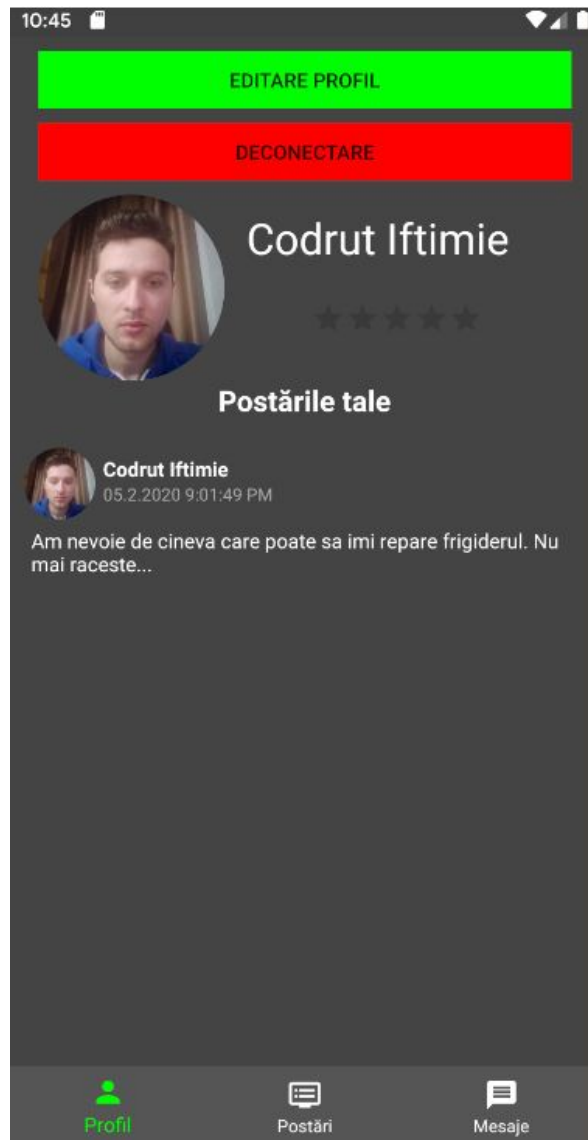 10:45
EDITARE PROFIL
DECONECTARE
Codrut Iftimie
Postările tale
Codrut Iftimie
05.2.2020 9:01:49 PM
Am nevoie de cineva care poate sa imi repare frigiderul. Nu
mai raceste...
Profil
Postări
Mesaje